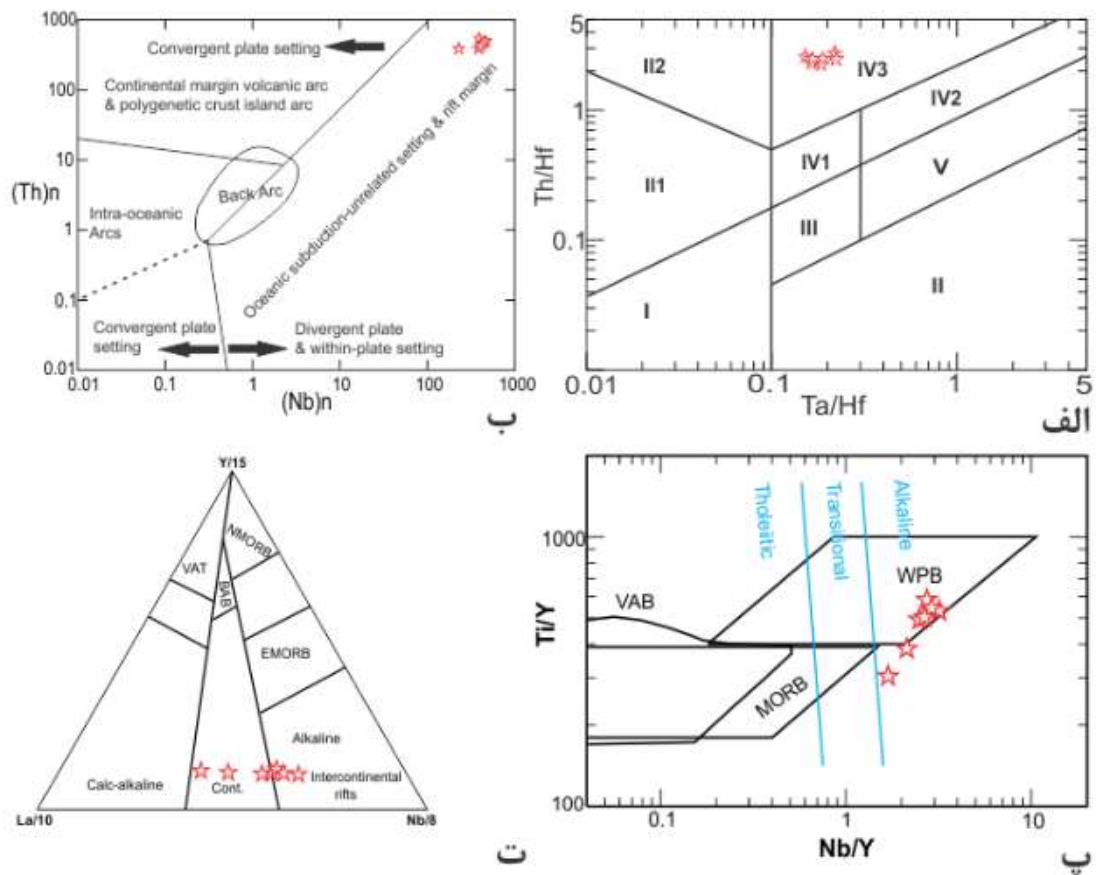 1000
100
10
(Th)n
1
0.1
0.01
0.01
0.1
1
10
100
1000
(Nb)n
Convergent plate setting
Continental margin volcanic arc
& polygenetic crust island arc
Back Arc
Intra-oceanic
Arcs
Oceanic subduction-unrelated setting & rift margin
Convergent plate
setting
Divergent plate
& within-plate setting
ب
5
1
0.1
Th/Hf
II2
IV3
IV2
IV1
II1
V
III
II
I
0.01
0.1
1
5
Ta/Hf
الف
Y/15
NMORB
VAT
BAB
EMORB
Alkaline
Calc-alkaline
Cont.
Intercontinental
rifts
La/10
Nb/8
ت
1000
100
Ti/Y
Tholeiitic
Transitional
Alkaline
VAB
WPB
MORB
0.1
1
10
Nb/Y
پ